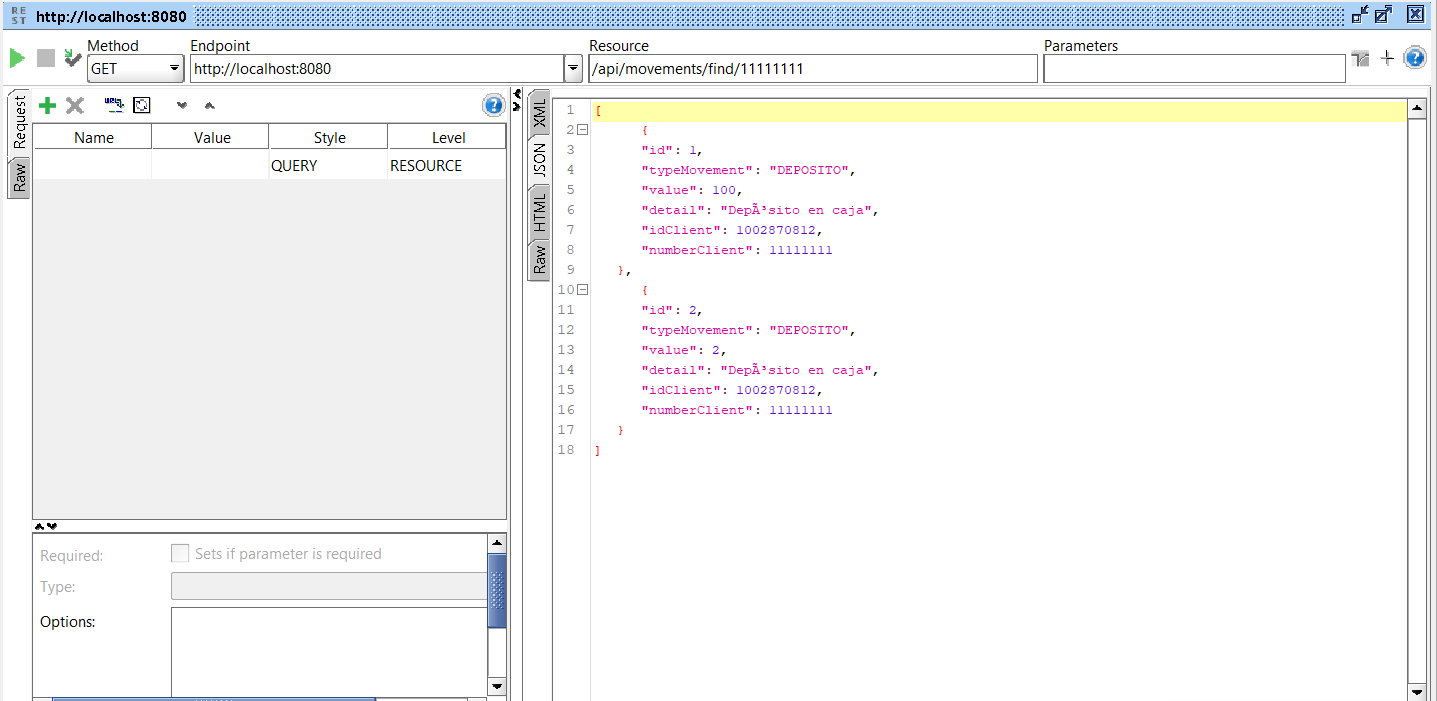 RE
ST
http://localhost:8080
Method
Endpoint
Resource
Parameters
GET
http://localhost:8080
/api/movements/find/11111111
Request
Raw
Name Value Style Level
QUERY RESOURCE
Required:
Sets if parameter is required
Type:
Options:
XML
JSON
HTML
Raw
1 [
2 {
3 "id": 1,
4 "typeMovement": "DEPOSITO",
5 "value": 100,
6 "detail": "DepÃ³sito en caja",
7 "idClient": 1002870812,
8 "numberClient": 11111111
9 },
10 {
11 "id": 2,
12 "typeMovement": "DEPOSITO",
13 "value": 2,
14 "detail": "DepÃ³sito en caja",
15 "idClient": 1002870812,
16 "numberClient": 11111111
17 }
18 ]